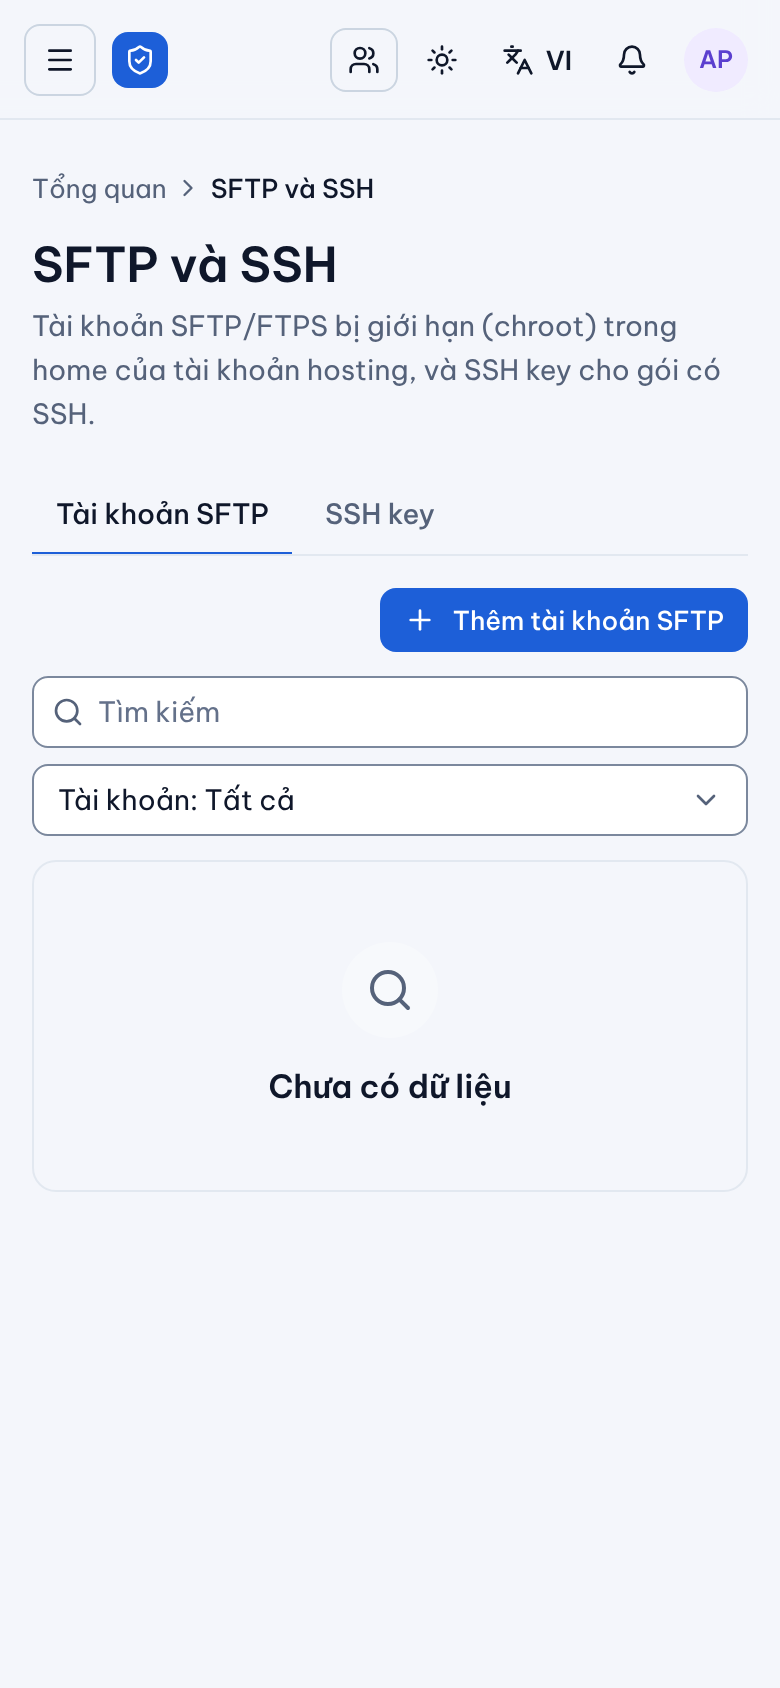 VI
AP
Tổng quan > SFTP và SSH
SFTP và SSH
Tài khoản SFTP/FTPS bị giới hạn (chroot) trong
home của tài khoản hosting, và SSH key cho gói có
SSH.
Tài khoản SFTP SSH key
+ Thêm tài khoản SFTP
Tìm kiếm
Tài khoản: Tất cả
Chưa có dữ liệu